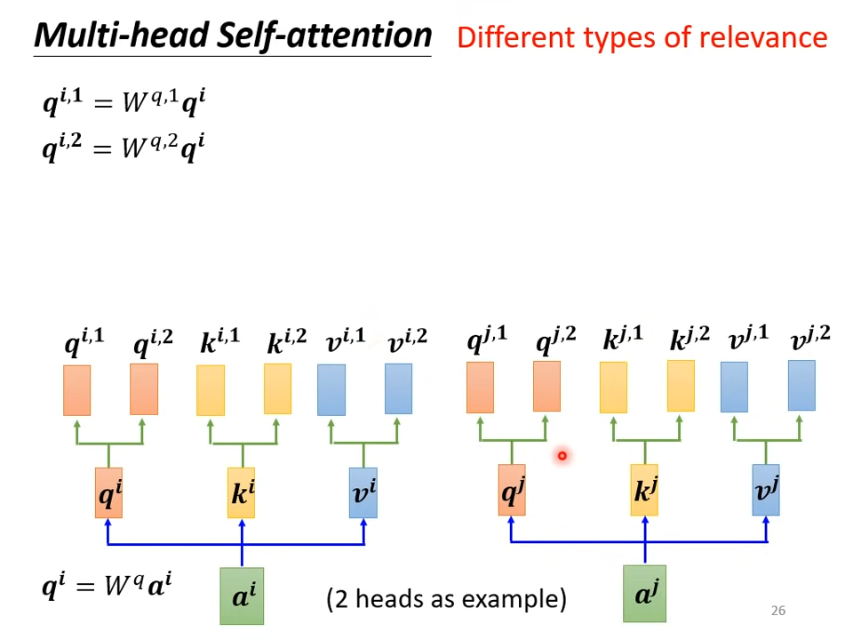 Multi-head Self-attention Different types of relevance
q^{i,1} = W^{q,1}q^i
q^{i,2} = W^{q,2}q^i
q^{i,1} q^{i,2} k^{i,1} k^{i,2} v^{i,1} v^{i,2} q^{j,1} q^{j,2} k^{j,1} k^{j,2} v^{j,1} v^{j,2}
q^i k^i v^i q^j k^j v^j
q^i = W^q a^i a^i (2 heads as example) a^j
26